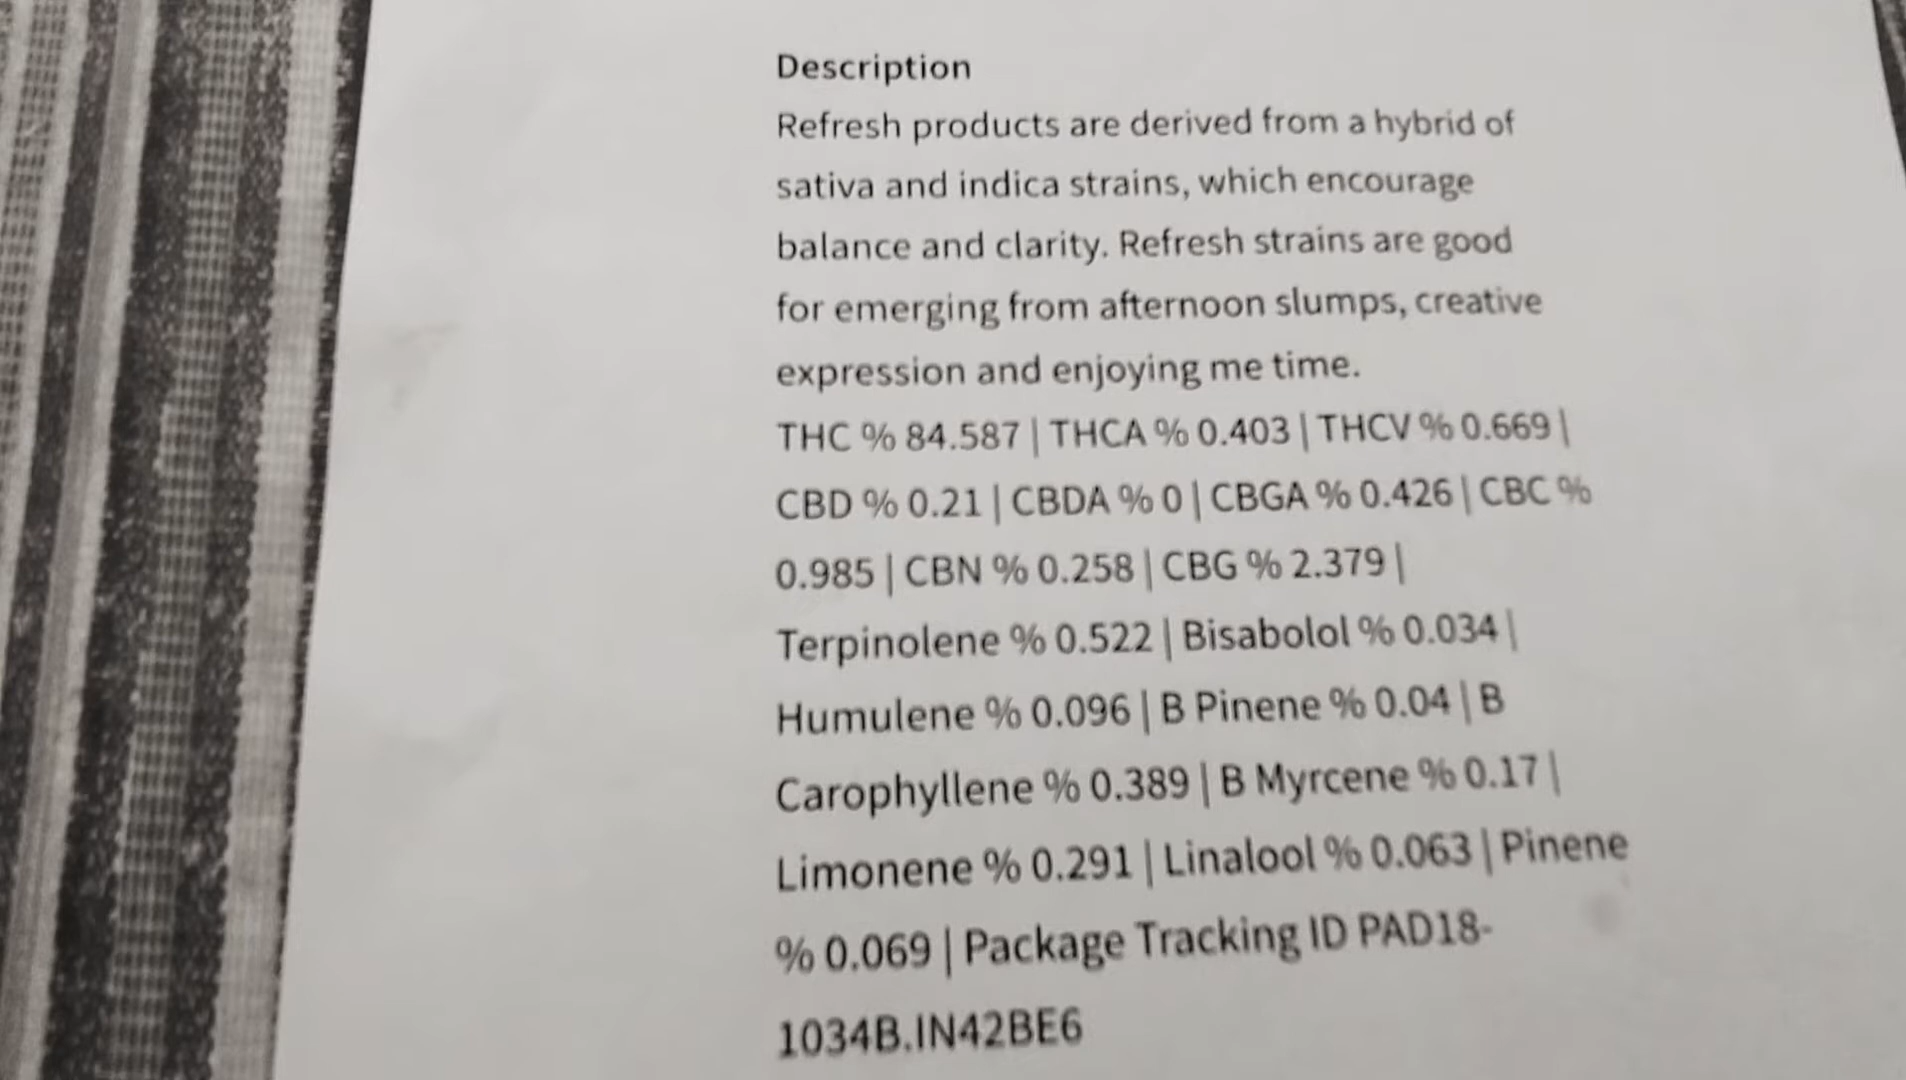 Description
Refresh products are derived from a hybrid of
sativa and indica strains, which encourage
balance and clarity. Refresh strains are good
for emerging from afternoon slumps, creative
expression and enjoying me time.
THC % 84.587 | THCA % 0.403 | THCV % 0.669 |
CBD % 0.21 | CBDA % 0 | CBGA % 0.426 | CBC %
0.985 | CBN % 0.258 | CBG % 2.379 |
Terpinolene % 0.522 | Bisabolol % 0.034 |
Humulene % 0.096 | B Pinene % 0.04 | B
Carophyllene % 0.389 | B Myrcene % 0.17 |
Limonene % 0.291 | Linalool % 0.063 | Pinene
% 0.069 | Package Tracking ID PAD18-
1034B.IN42BE6